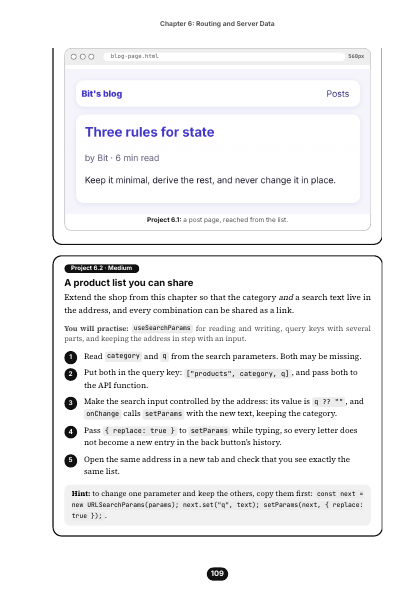 Chapter 6: Routing and Server Data
blog-page.html
560px
Bit's blog
Posts
Three rules for state
by Bit · 6 min read
Keep it minimal, derive the rest, and never change it in place.
Project 6.1: a post page, reached from the list.
Project 6.2 · Medium
A product list you can share
Extend the shop from this chapter so that the category and a search text live in
the address, and every combination can be shared as a link.
You will practise: useSearchParams for reading and writing, query keys with several
parts, and keeping the address in step with an input.
1 Read category and q from the search parameters. Both may be missing.
2 Put both in the query key: ["products", category, q], and pass both to
the API function.
3 Make the search input controlled by the address: its value is q ?? "", and
onChange calls setParams with the new text, keeping the category.
4 Pass { replace: true } to setParams while typing, so every letter does
not become a new entry in the back button's history.
5 Open the same address in a new tab and check that you see exactly the
same list.
Hint: to change one parameter and keep the others, copy them first: const next =
new URLSearchParams(params); next.set("q", text); setParams(next, { replace:
true });.
109